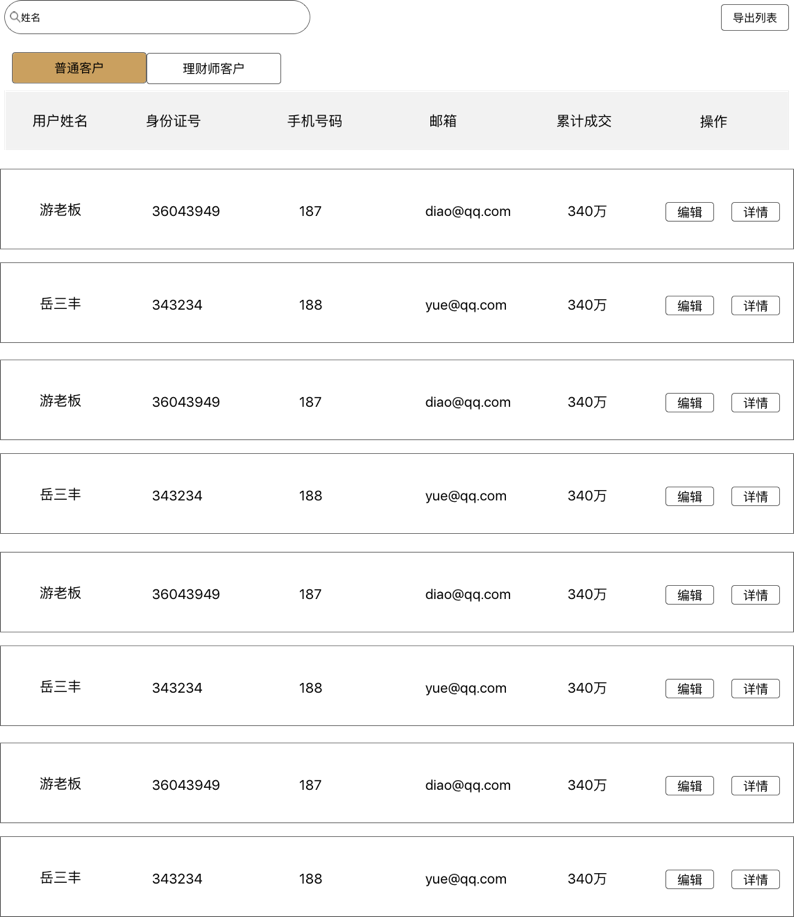 姓名
导出列表
普通客户 理财师客户
用户姓名 身份证号 手机号码 邮箱 累计成交 操作
游老板 36043949 187 diao@qq.com 340万 编辑 详情
岳三丰 343234 188 yue@qq.com 340万 编辑 详情
游老板 36043949 187 diao@qq.com 340万 编辑 详情
岳三丰 343234 188 yue@qq.com 340万 编辑 详情
游老板 36043949 187 diao@qq.com 340万 编辑 详情
岳三丰 343234 188 yue@qq.com 340万 编辑 详情
游老板 36043949 187 diao@qq.com 340万 编辑 详情
岳三丰 343234 188 yue@qq.com 340万 编辑 详情